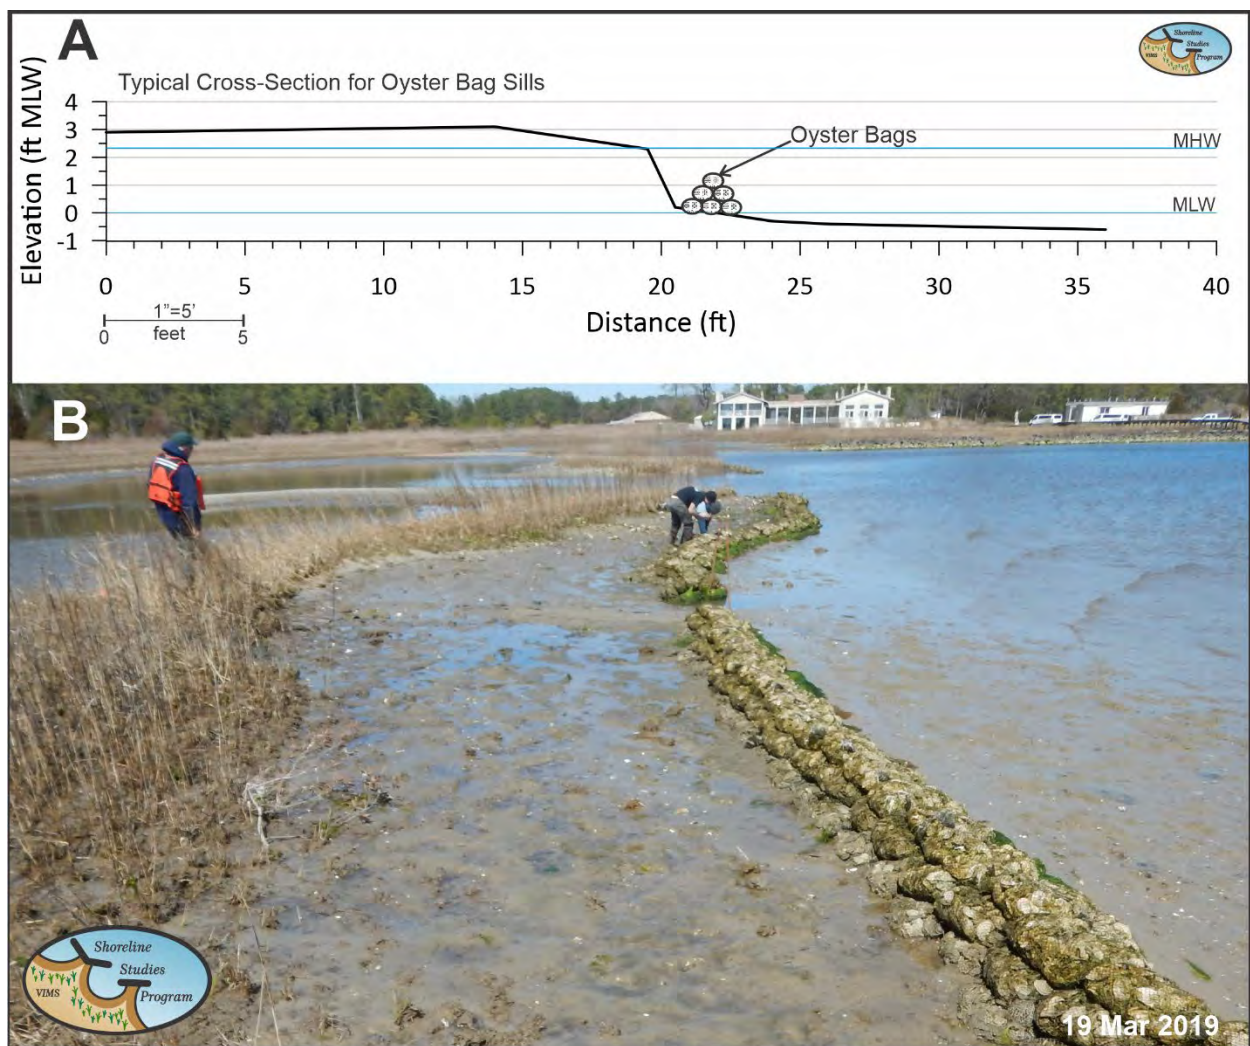 A
Shoreline
Studies
Program
VIMS
Typical Cross-Section for Oyster Bag Sills
Elevation (ft MLW)
4
3
2
1
0
-1
Oyster Bags
MHW
MLW
0 5 10 15 20 25 30 35 40
1"=5'
0 feet 5
Distance (ft)
B
Shoreline
Studies
VIMS
Program
19 Mar 2019